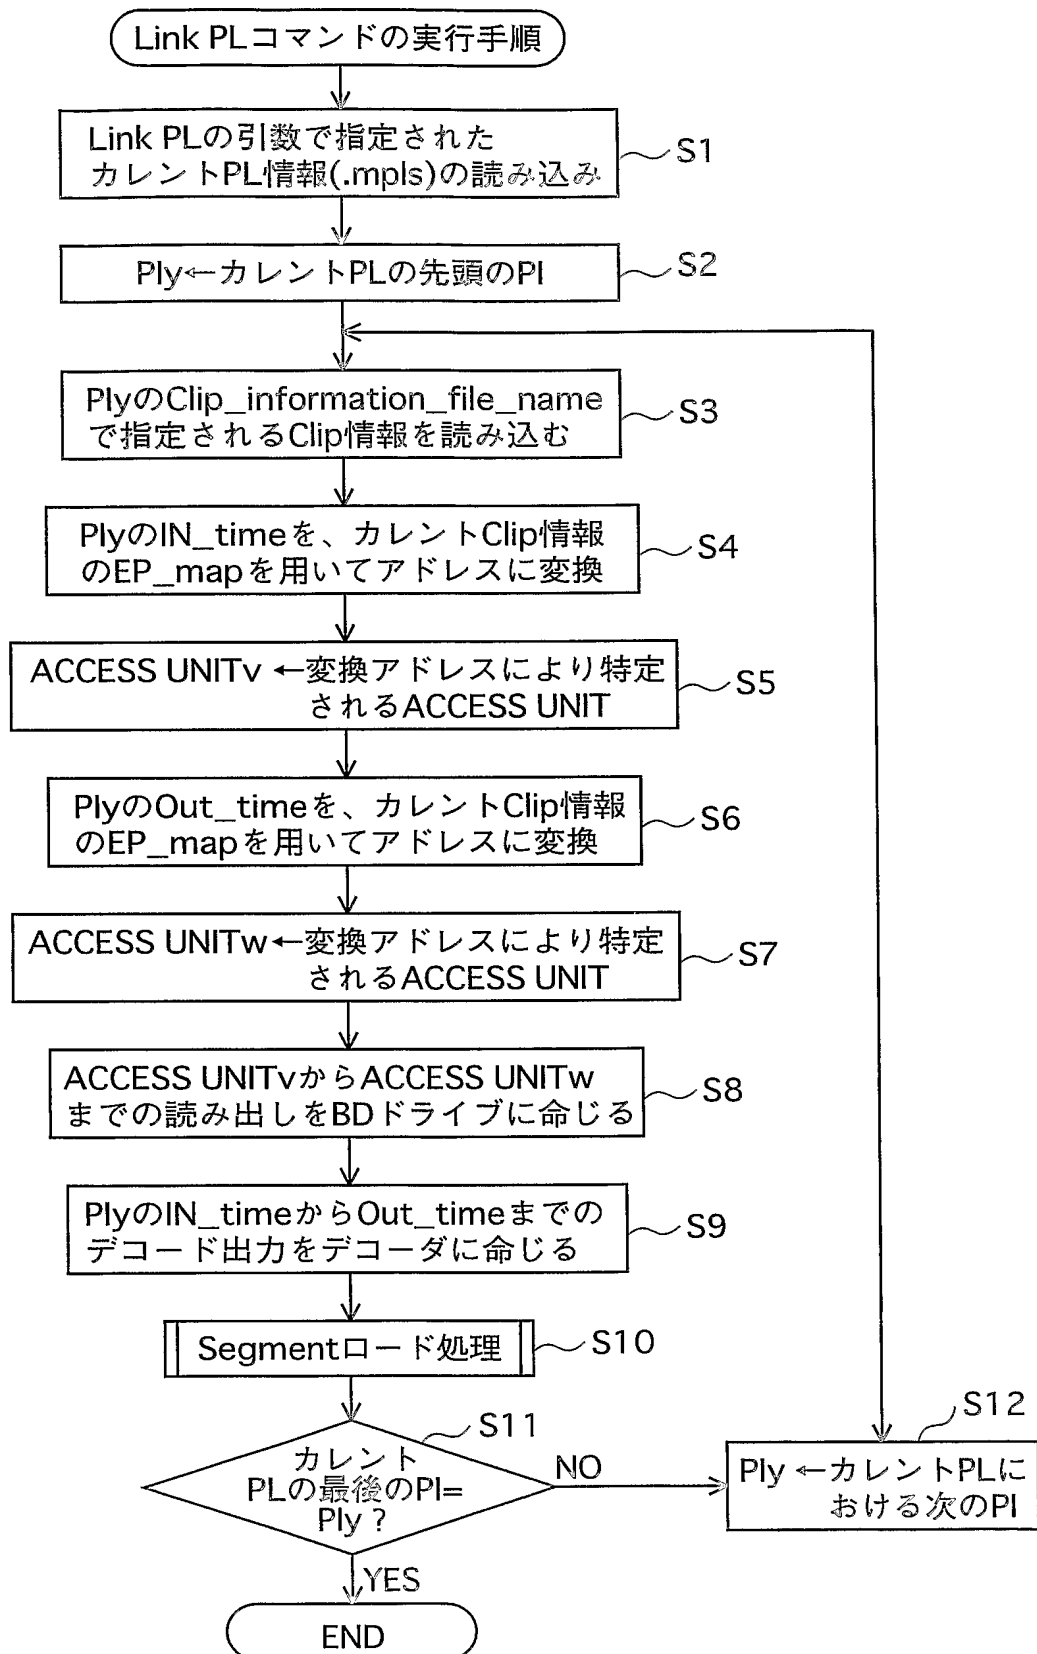 Link PLコマンドの実行手順
Link PLの引数で指定された
カレントPL情報(.mpls)の読み込み
S1
PIy←カレントPLの先頭のPI
S2
PIyのClip_information_file_name
で指定されるClip情報を読み込む
S3
PIyのIN_timeを、カレントClip情報
のEP_mapを用いてアドレスに変換
S4
ACCESS UNITv ←変換アドレスにより特定
されるACCESS UNIT
S5
PIyのOut_timeを、カレントClip情報
のEP_mapを用いてアドレスに変換
S6
ACCESS UNITw←変換アドレスにより特定
されるACCESS UNIT
S7
ACCESS UNITvからACCESS UNITw
までの読み出しをBDドライブに命じる
S8
PIyのIN_timeからOut_timeまでの
デコード出力をデコーダに命じる
S9
Segmentロード処理
S10
S11
カレント
PLの最後のPI=
PIy ?
NO
S12
PIy ←カレントPLに
おける次のPI
YES
END